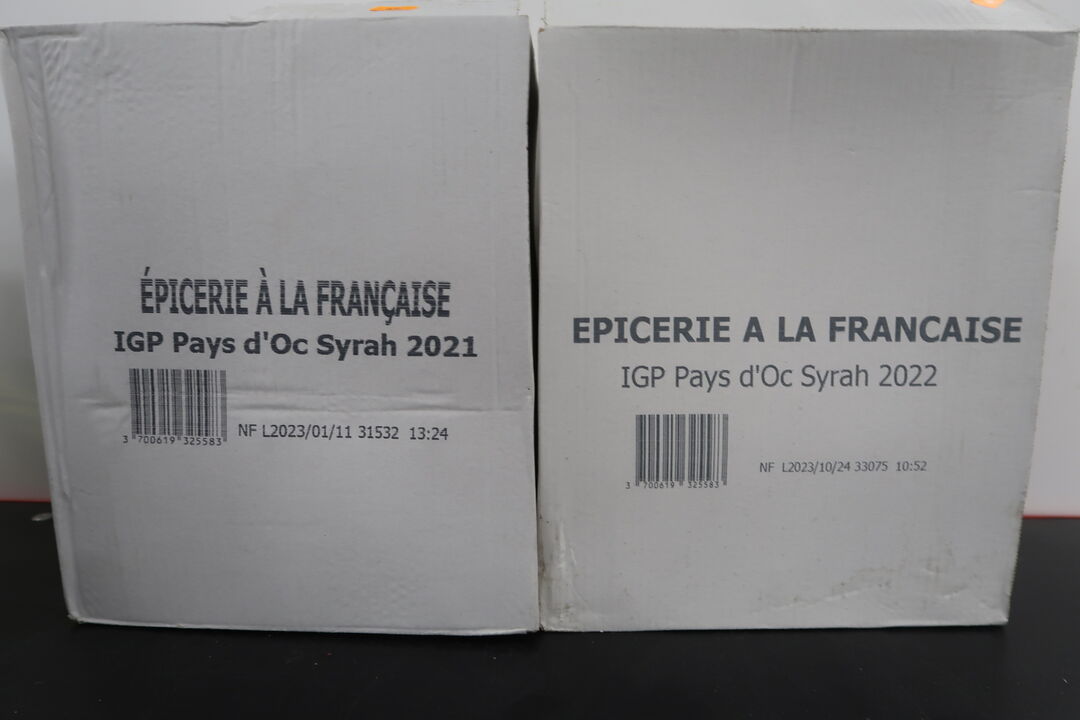 ÉPICERIE À LA FRANÇAISE
IGP Pays d'Oc Syrah 2021
3 700619 325583
NF L2023/01/11 31532 13:24
EPICERIE A LA FRANCAISE
IGP Pays d'Oc Syrah 2022
3 700619 325583
NF L2023/10/24 33075 10:52